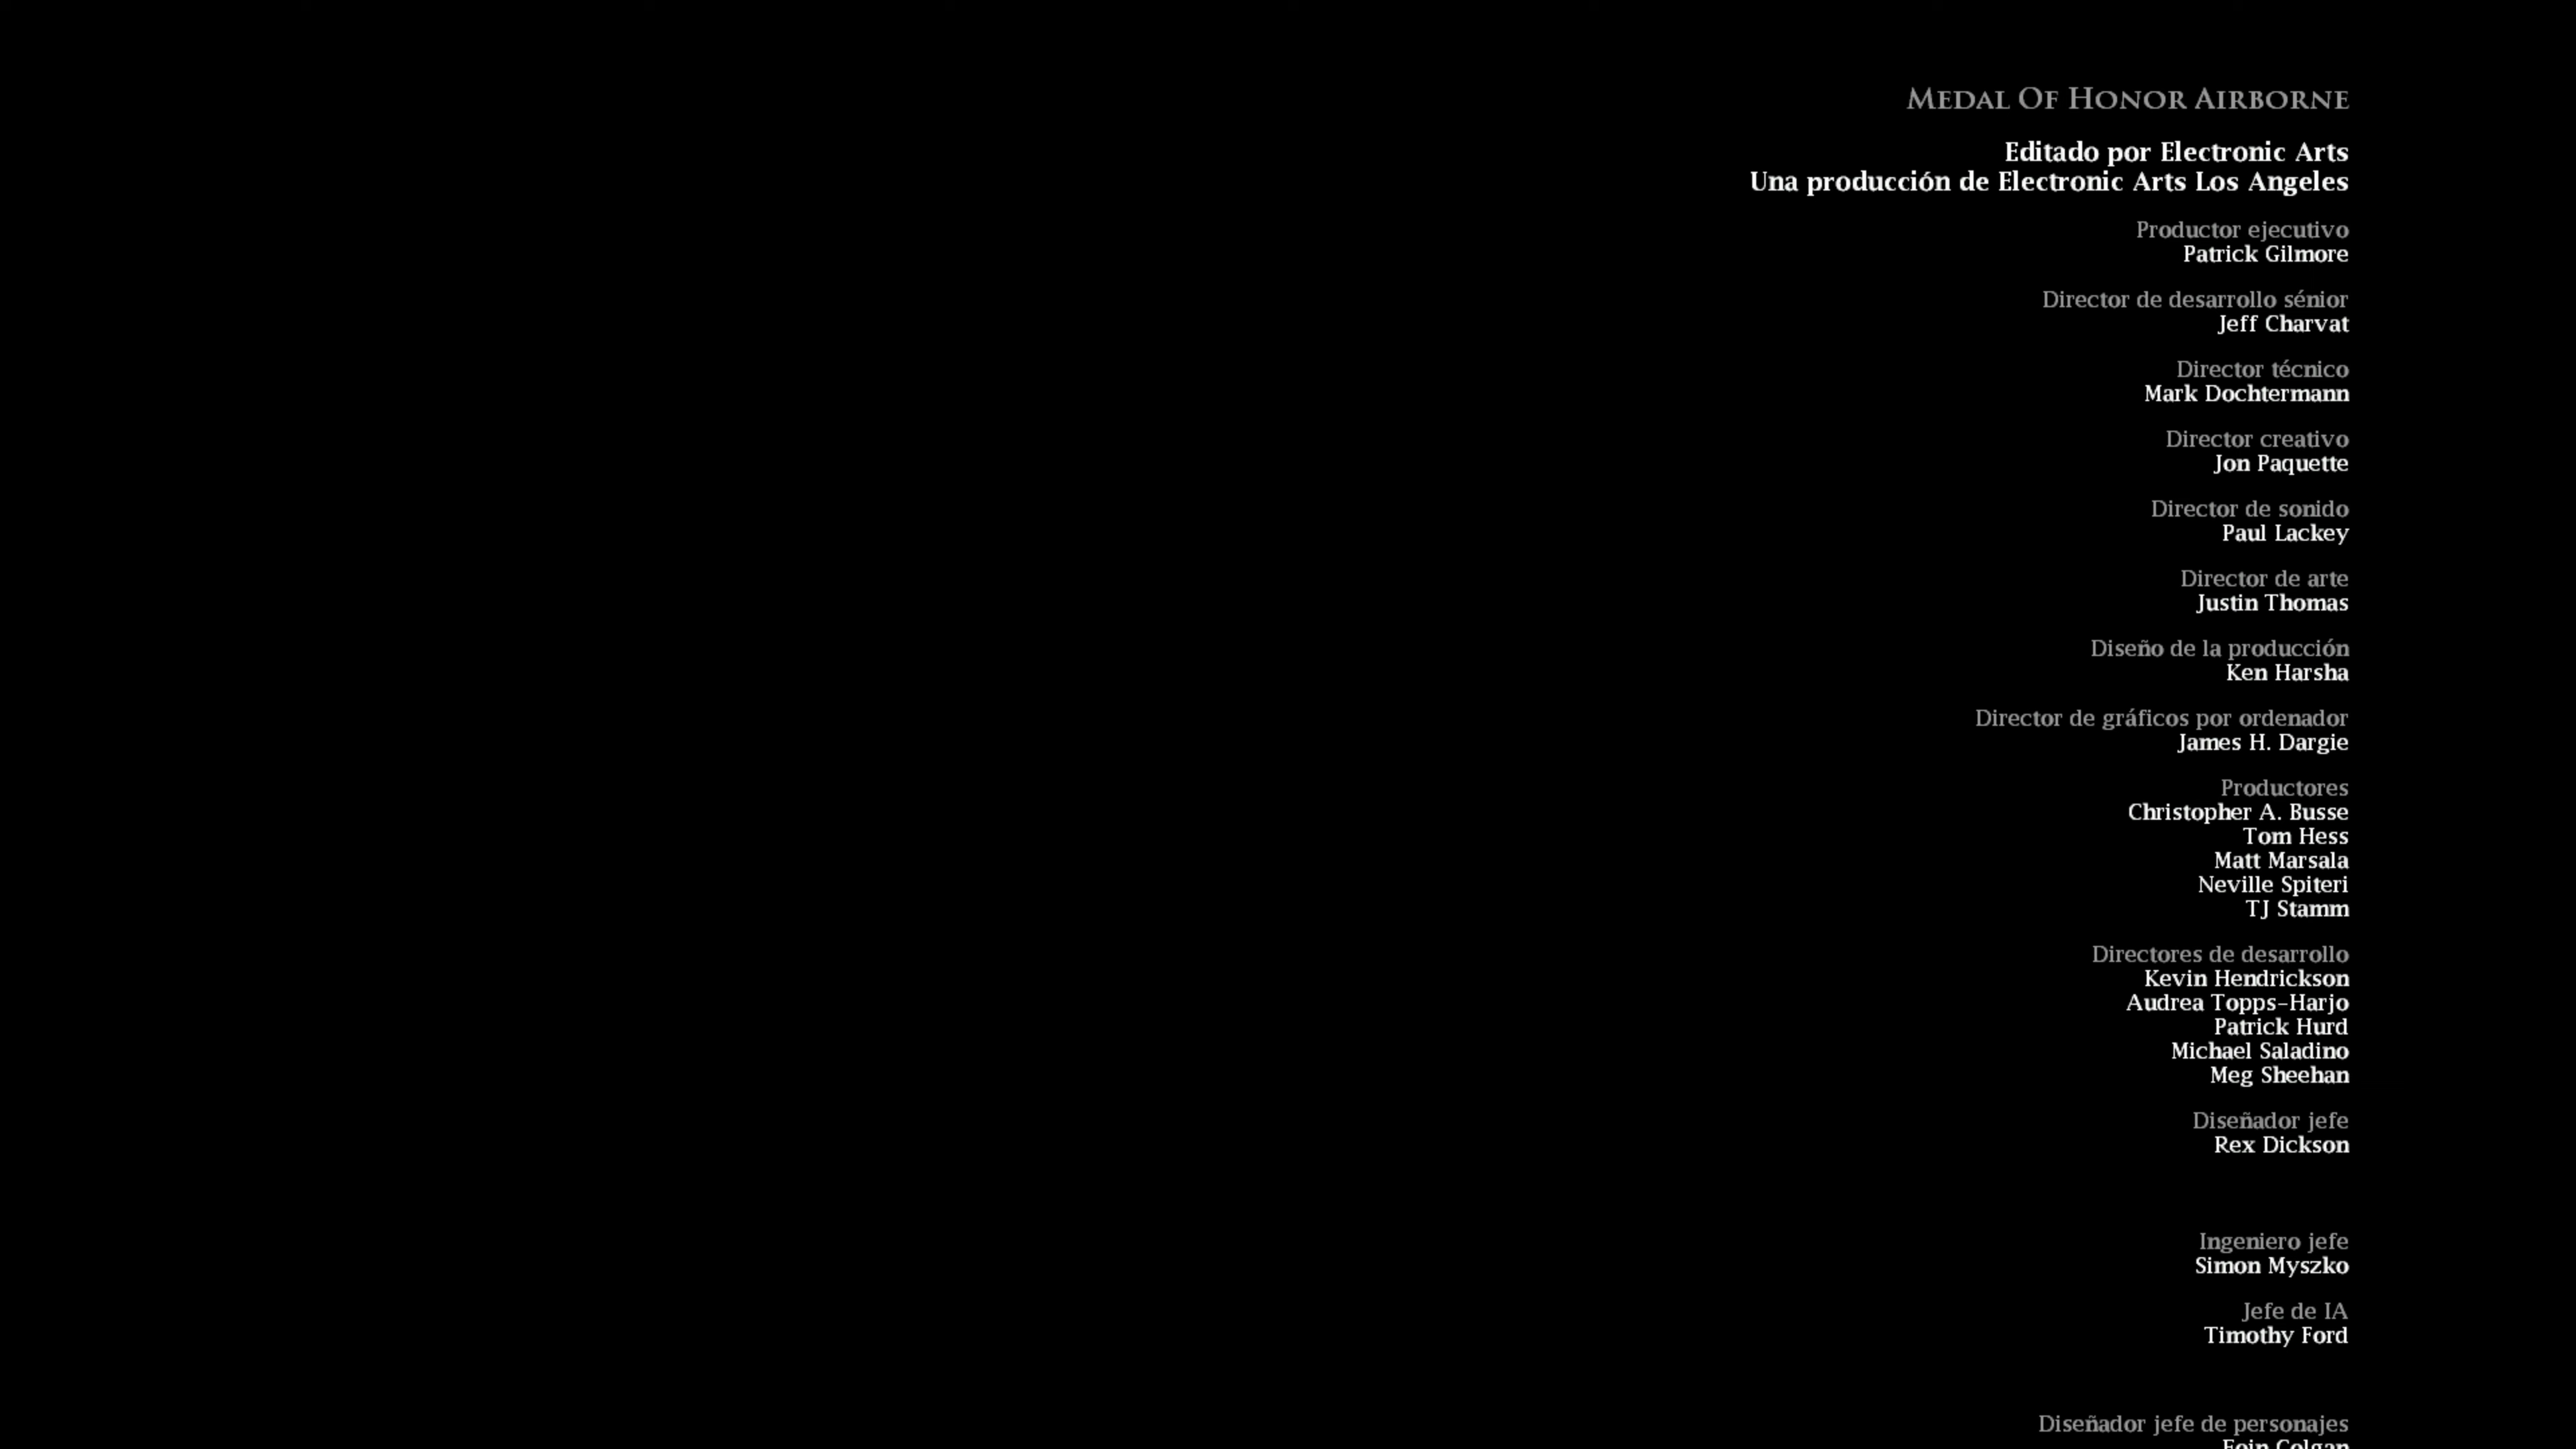 Medal Of Honor Airborne
Editado por Electronic Arts
Una producción de Electronic Arts Los Angeles
Productor ejecutivo
Patrick Gilmore
Director de desarrollo sénior
Jeff Charvat
Director técnico
Mark Dochtermann
Director creativo
Jon Paquette
Director de sonido
Paul Lackey
Director de arte
Justin Thomas
Diseño de la producción
Ken Harsha
Director de gráficos por ordenador
James H. Dargie
Productores
Christopher A. Busse
Tom Hess
Matt Marsala
Neville Spiteri
TJ Stamm
Directores de desarrollo
Kevin Hendrickson
Audrea Topps-Harjo
Patrick Hurd
Michael Saladino
Meg Sheehan
Diseñador jefe
Rex Dickson
Ingeniero jefe
Simon Myszko
Jefe de IA
Timothy Ford
Diseñador jefe de personajes
Eoin Colgan